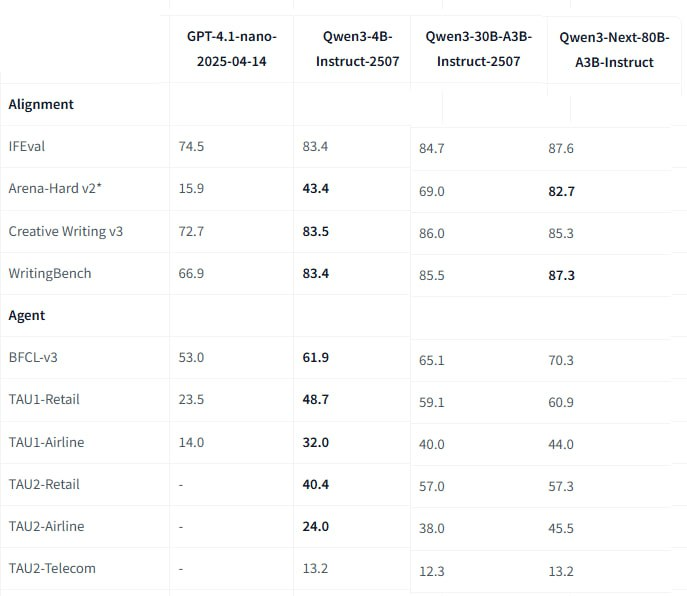 GPT-4.1-nano- Qwen3-4B- Qwen3-30B-A3B- Qwen3-Next-80B-
2025-04-14 Instruct-2507 Instruct-2507 A3B-Instruct
Alignment
IFEval 74.5 83.4 84.7 87.6
Arena-Hard v2* 15.9 43.4 69.0 82.7
Creative Writing v3 72.7 83.5 86.0 85.3
WritingBench 66.9 83.4 85.5 87.3
Agent
BFCL-v3 53.0 61.9 65.1 70.3
TAU1-Retail 23.5 48.7 59.1 60.9
TAU1-Airline 14.0 32.0 40.0 44.0
TAU2-Retail - 40.4 57.0 57.3
TAU2-Airline - 24.0 38.0 45.5
TAU2-Telecom - 13.2 12.3 13.2